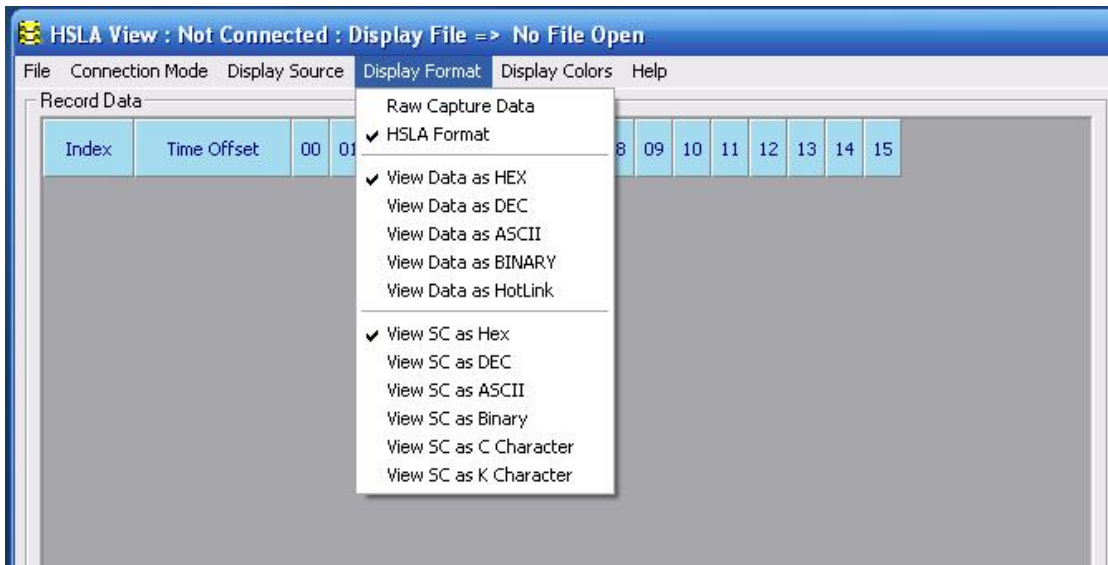 HSLA View : Not Connected : Display File => No File Open
File Connection Mode Display Source Display Format Display Colors Help
Record Data
Index Time Offset 00 09 10 11 12 13 14 15
Raw Capture Data
HSLA Format
View Data as HEX
View Data as DEC
View Data as ASCII
View Data as BINARY
View Data as HotLink
View SC as Hex
View SC as DEC
View SC as ASCII
View SC as Binary
View SC as C Character
View SC as K Character